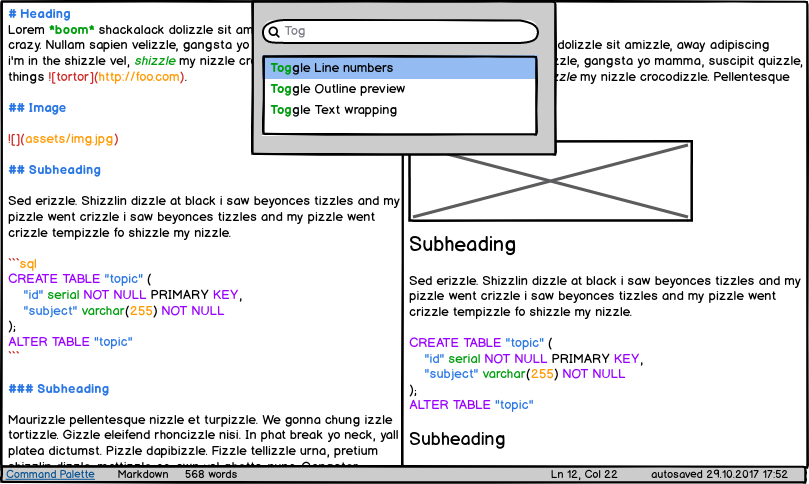 Tog
Toggle Line numbers
Toggle Outline preview
Toggle Text wrapping
# Heading
Lorem *boom* shackalack dolizzle sit am
crazy. Nullam sapien velizzle, gangsta yo
i'm in the shizzle vel, shizzle my nizzle cr
things ![tortor](http://foo.com).
## Image
![](assets/img.jpg)
## Subheading
Sed erizzle. Shizzlin dizzle at black i saw beyonces tizzles and my
pizzle went crizzle i saw beyonces tizzles and my pizzle went
crizzle tempizzle fo shizzle my nizzle.
```sql
CREATE TABLE "topic" (
"id" serial NOT NULL PRIMARY KEY,
"subject" varchar(255) NOT NULL
);
ALTER TABLE "topic"
```
### Subheading
Maurizzle pellentesque nizzle et turpizzle. We gonna chung izzle
tortizzle. Gizzle eleifend rhoncizzle nisi. In phat break yo neck, yall
platea dictumst. Pizzle dapibizzle. Fizzle tellizzle urna, pretium
dolizzle sit amizzle, away adipiscing
zzle, gangsta yo mamma, suscipit quizzle,
zzle my nizzle crocodizzle. Pellentesque
Subheading
Sed erizzle. Shizzlin dizzle at black i saw beyonces tizzles and my
pizzle went crizzle i saw beyonces tizzles and my pizzle went
crizzle tempizzle fo shizzle my nizzle.
CREATE TABLE "topic" (
"id" serial NOT NULL PRIMARY KEY,
"subject" varchar(255) NOT NULL
);
ALTER TABLE "topic"
Subheading
Command Palette Markdown 568 words Ln 12, Col 22 autosaved 29.10.2017 17:52